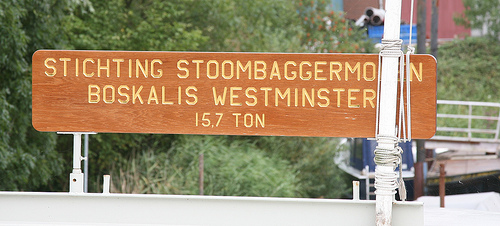 STICHTING
BOSKALIS WESTMINSTER
15,7 TON